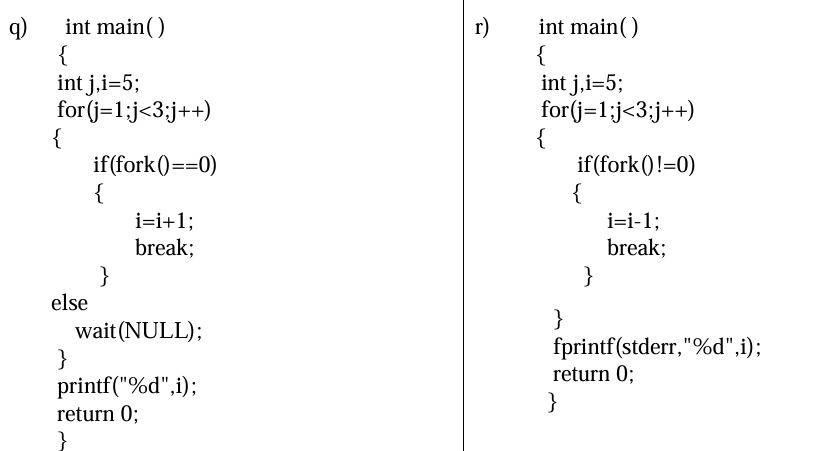 q) int main( )
{
int j,i=5;
for(j=1;j<3;j++)
{
if(fork()==0)
{
i=i+1;
break;
}
else
wait(NULL);
}
printf("%d",i);
return 0;
}
r) int main( )
{
int j,i=5;
for(j=1;j<3;j++)
{
if(fork()!=0)
{
i=i-1;
break;
}
}
fprintf(stderr,"%d",i);
return 0;
}